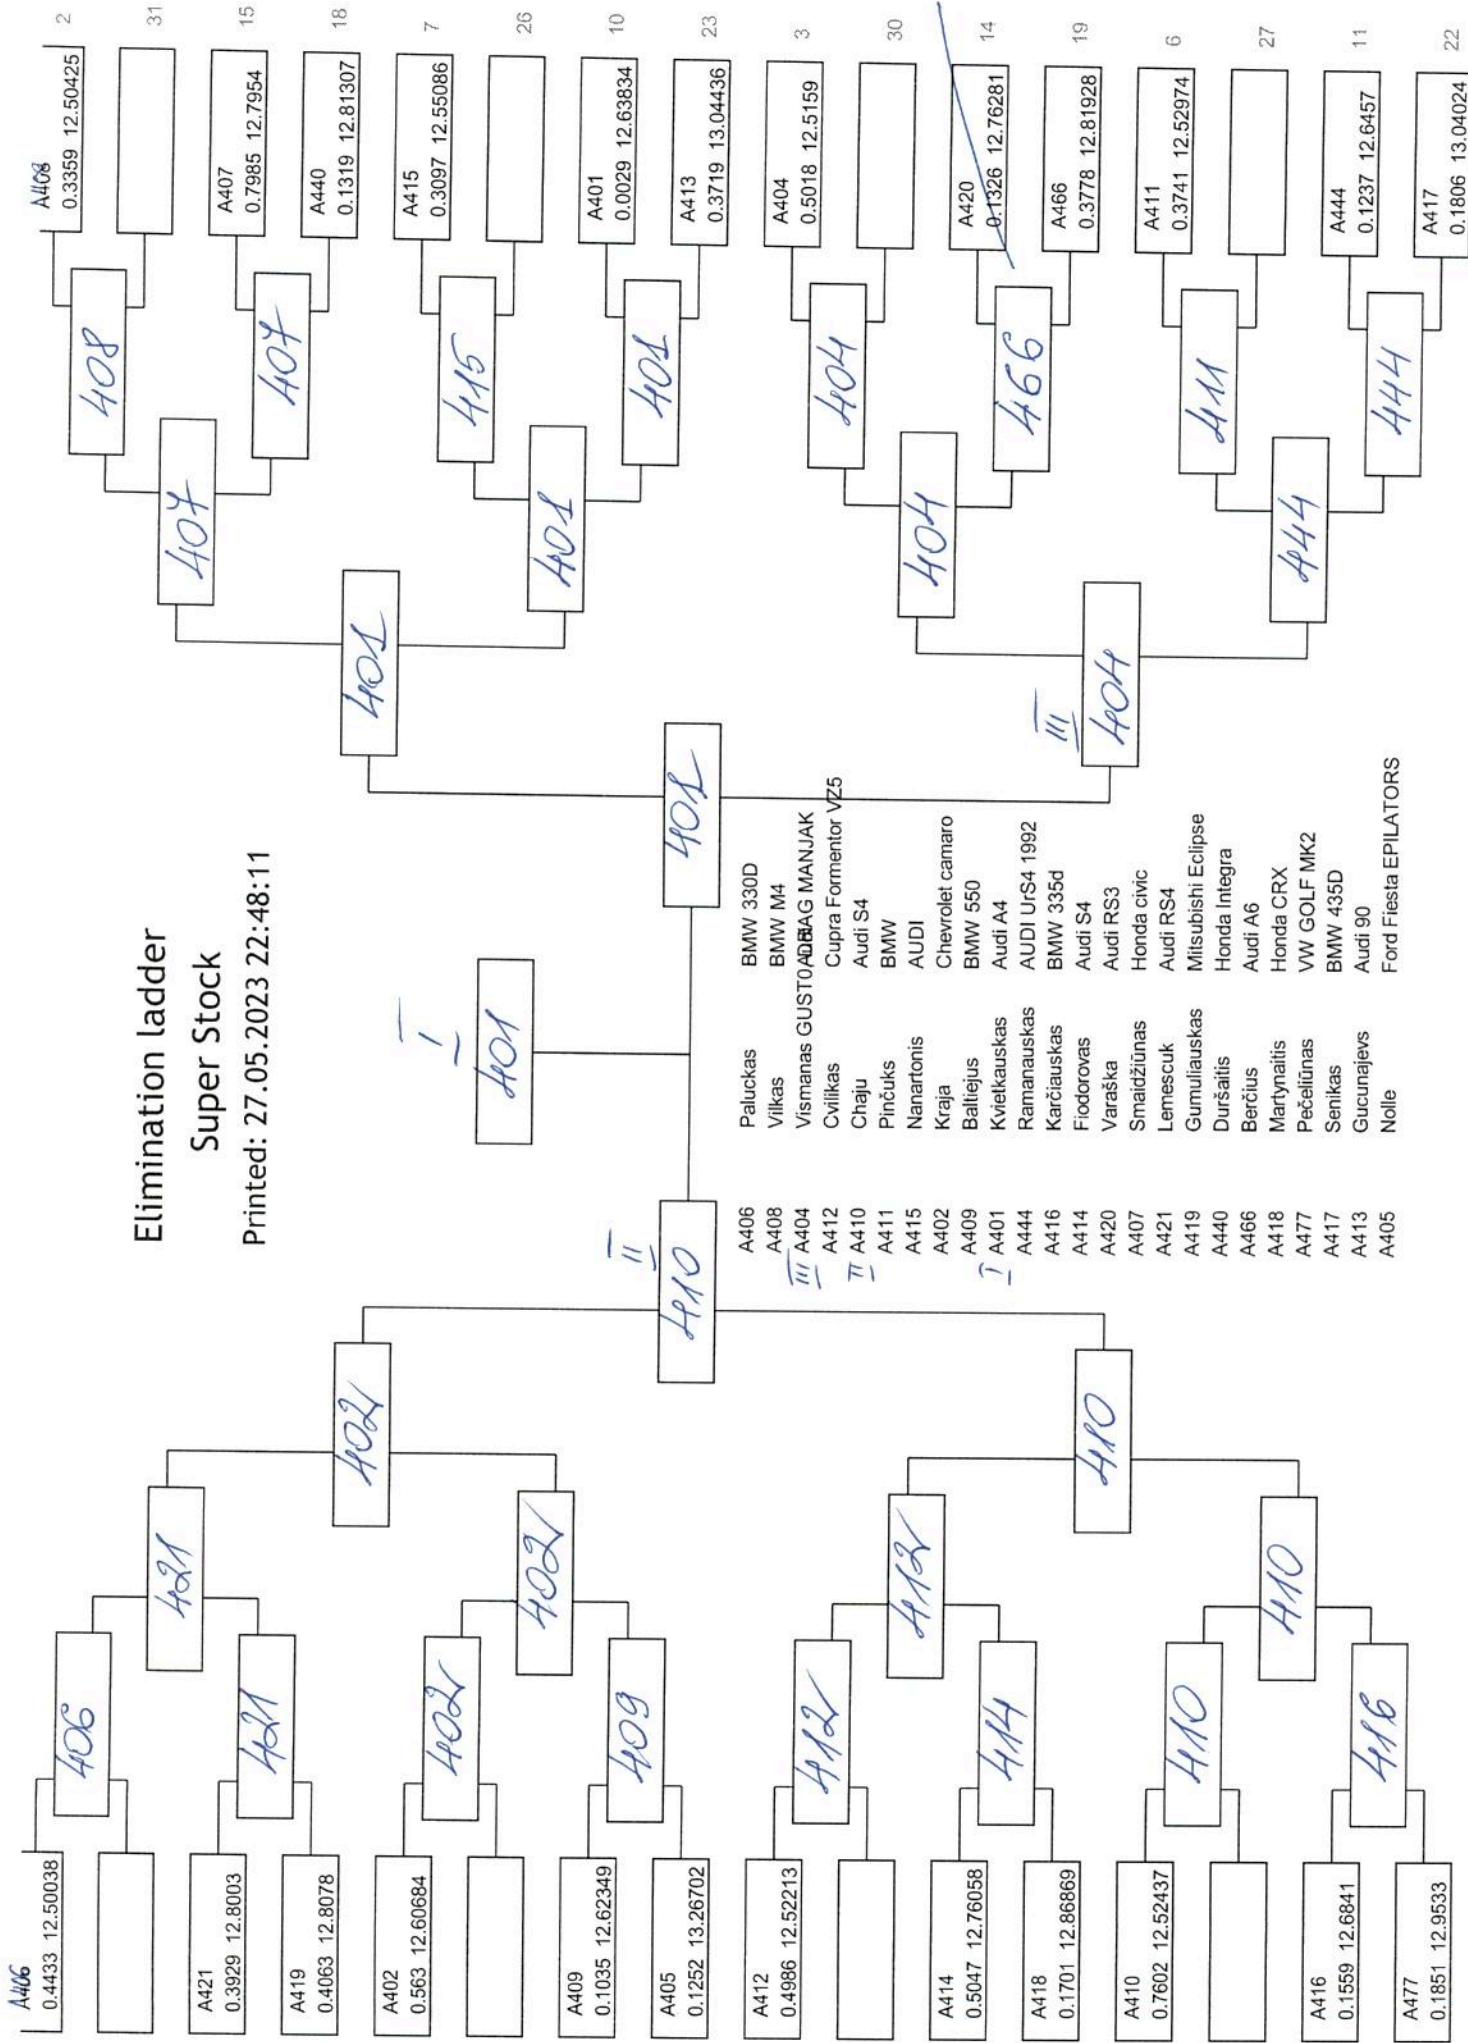 Elimination ladder
Super Stock
Printed: 27.05.2023 22:48:11
A406
A406
0.4433 12.50038
A421
0.3929 12.8003
A419
0.4063 12.8078
A402
0.563 12.60684
A409
0.1035 12.62349
A405
0.1252 13.26702
A412
0.4986 12.52213
A414
0.5047 12.76058
A418
0.1701 12.86869
A410
0.7602 12.52437
A416
0.1559 12.6841
A477
0.1851 12.9533
406
421
402
409
412
414
410
416
421
402
412
410
402
410
II
410
I
401
401
401
III
404
407
401
404
444
408
407
415
401
404
466
411
444
A408
A408
0.3359 12.50425
2
31
A407
0.7985 12.7954
15
A440
0.1319 12.81307
18
A415
0.3097 12.55086
7
26
A401
0.0029 12.63834
10
A413
0.3719 13.04436
23
A404
0.5018 12.5159
3
30
A420
0.1326 12.76281
14
A466
0.3778 12.81928
19
A411
0.3741 12.52974
6
27
A444
0.1237 12.6457
11
A417
0.1806 13.04024
22
A406 Paluckas BMW 330D
A408 Vilkas BMW M4
III A404 Vismanas GUSTO DRAG MANJAK
A412 Cvilikas Cupra Formentor VZ5
II A410 Chaju Audi S4
A411 Pinčuks BMW
A415 Nanartonis AUDI
A402 Kraja Chevrolet camaro
A409 Baltiejus BMW 550
I A401 Kvietkauskas Audi A4
A444 Ramanauskas AUDI UrS4 1992
A416 Karčiauskas BMW 335d
A414 Fiodorovas Audi S4
A420 Varaška Audi RS3
A407 Smaidžiūnas Honda civic
A421 Lemescuk Audi RS4
A419 Gumuliauskas Mitsubishi Eclipse
A440 Duršaitis Honda Integra
A466 Berčius Audi A6
A418 Martynaitis Honda CRX
A477 Pečeliūnas VW GOLF MK2
A417 Senikas BMW 435D
A413 Gucunajevs Audi 90
A405 Nolle Ford Fiesta EPILATORS